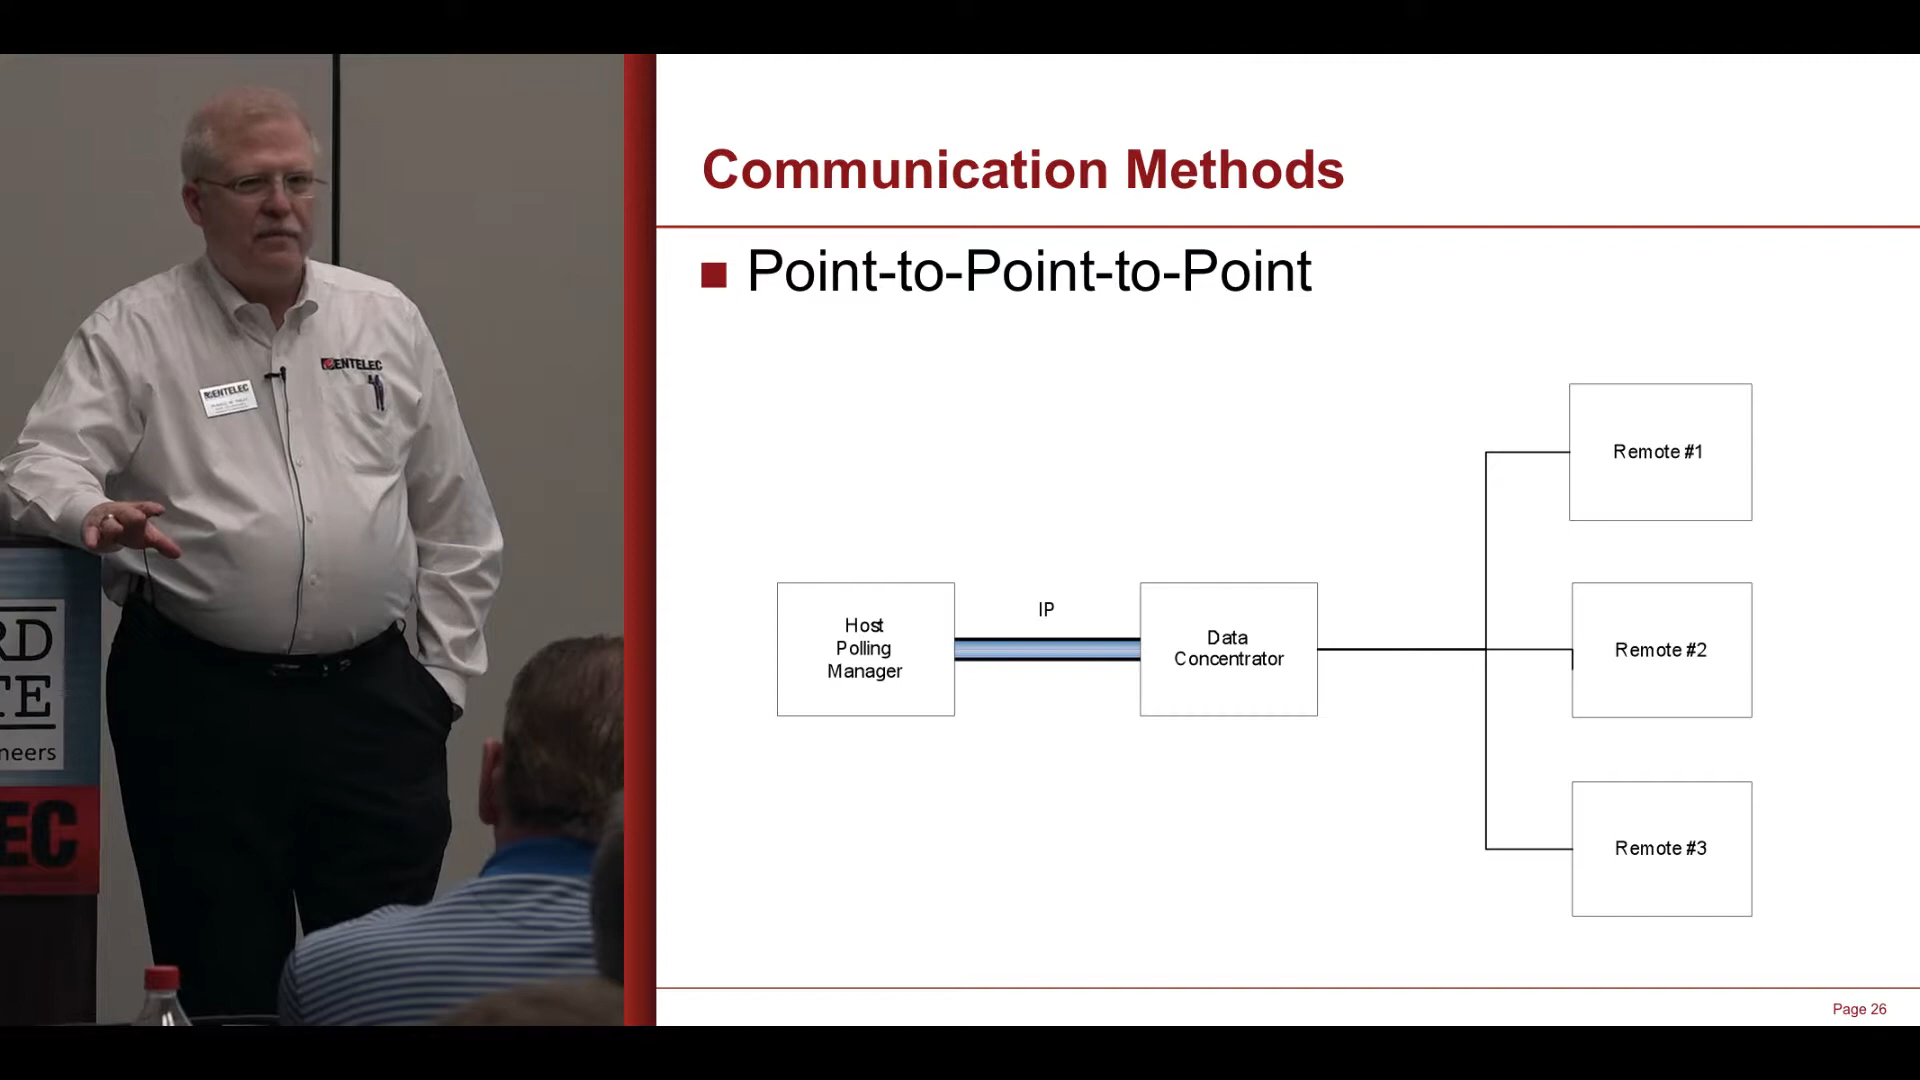 Communication Methods
Point-to-Point-to-Point
Remote #1
IP
Host
Polling
Manager
Data
Concentrator
Remote #2
Remote #3
Page 26
ENTELEC
ENTELEC
RD
TE
neers
EC